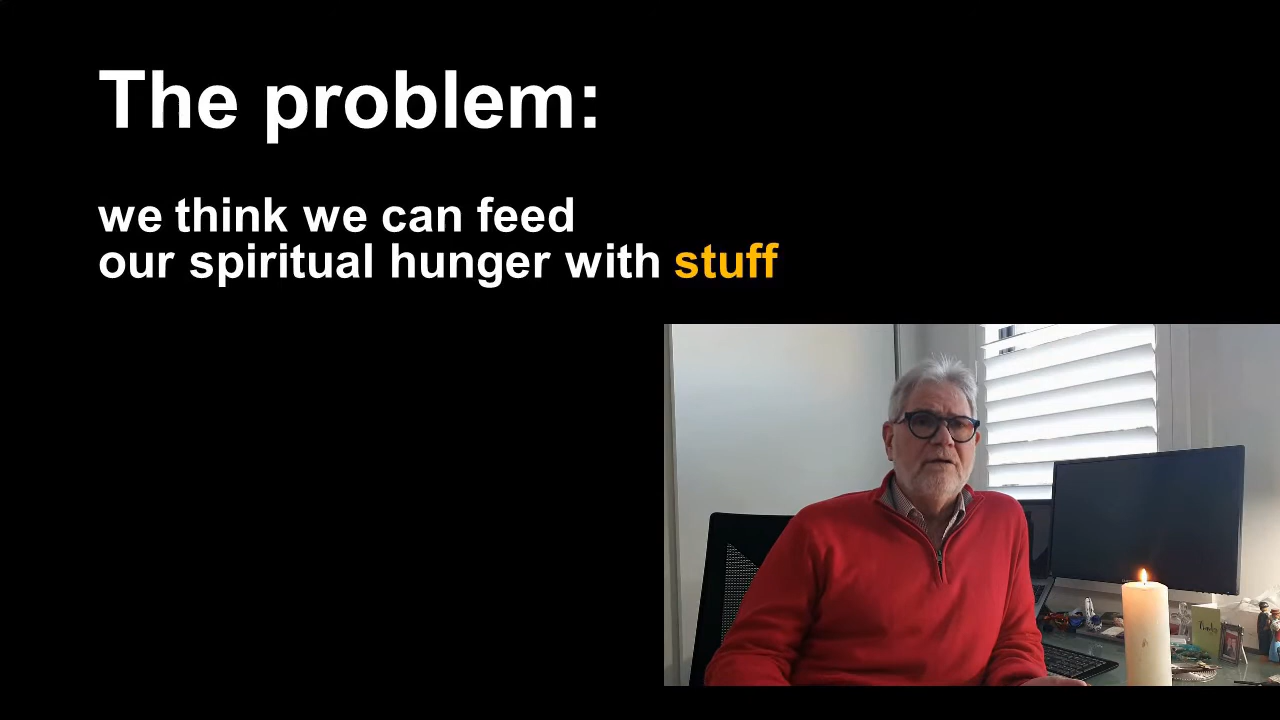 The problem:
we think we can feed
our spiritual hunger with stuff